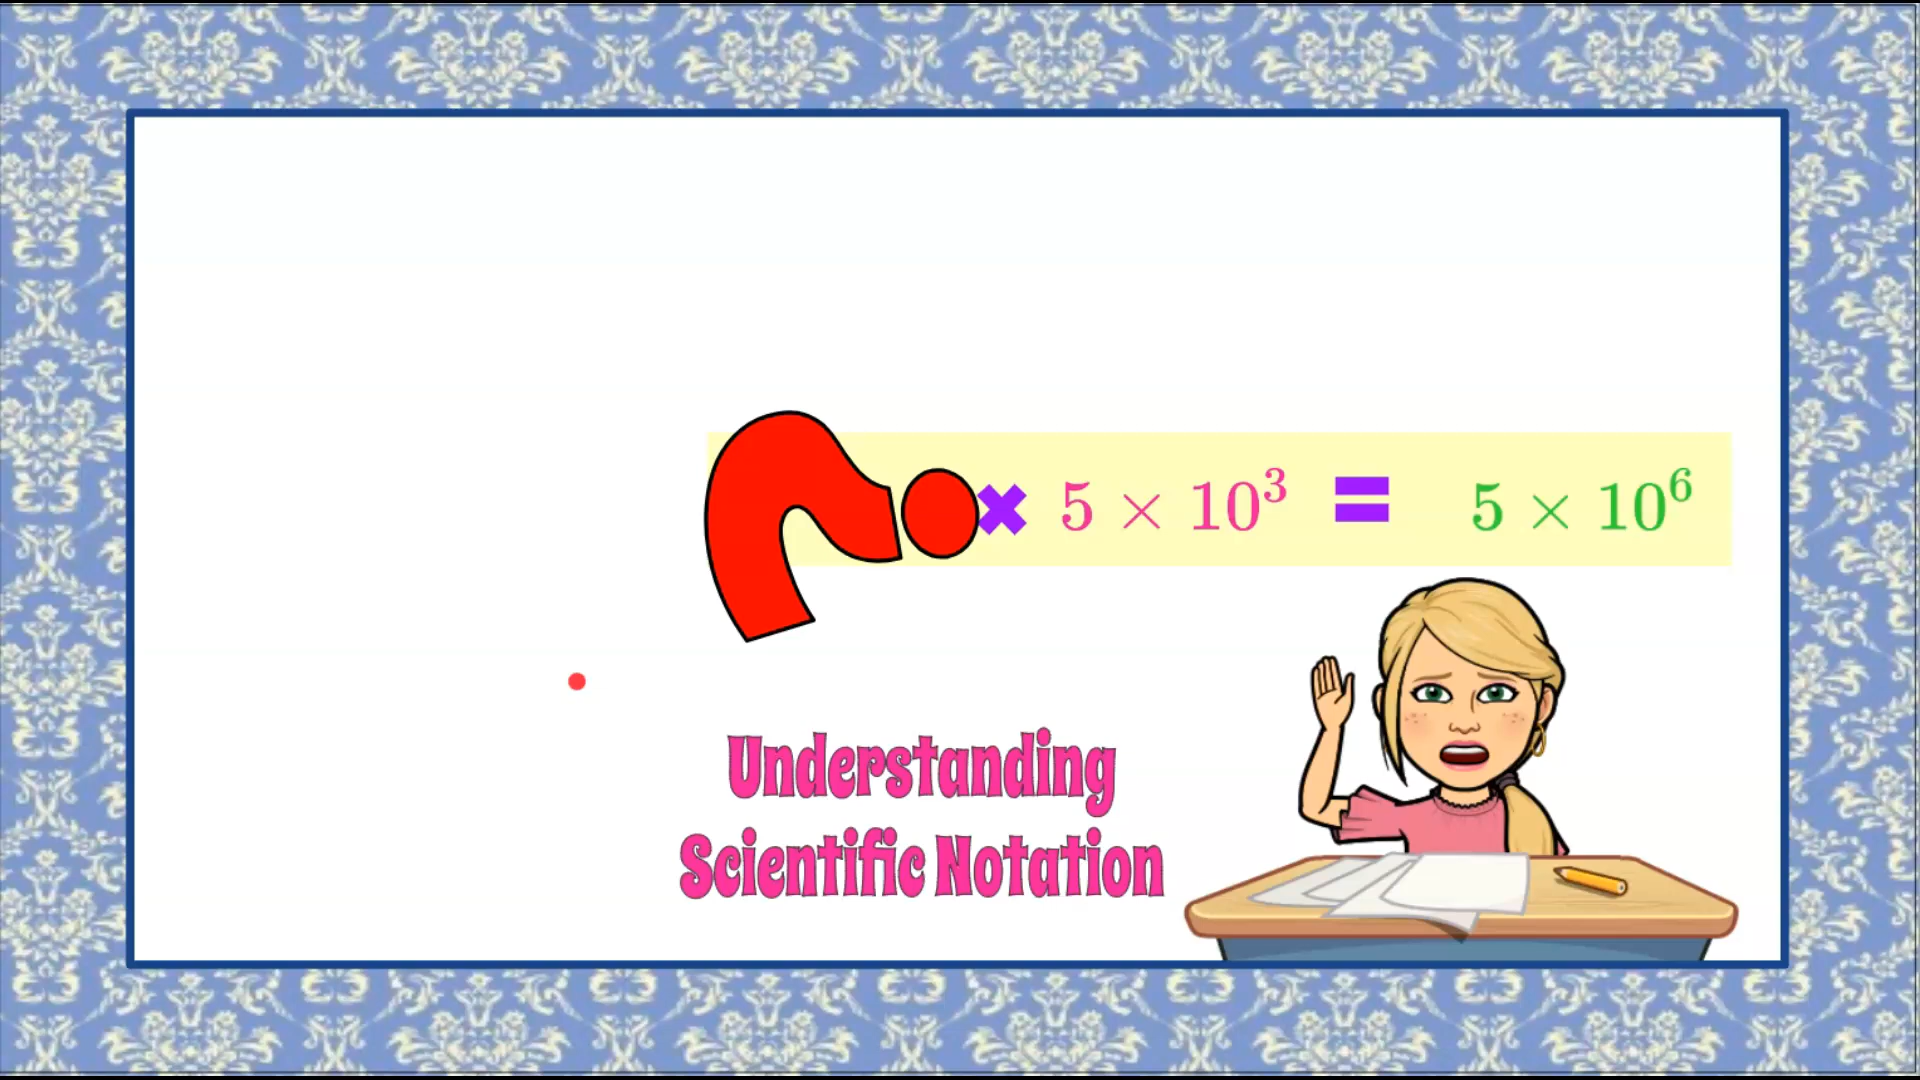 ? × 5 × 10³ = 5 × 10⁶
Understanding
Scientific Notation